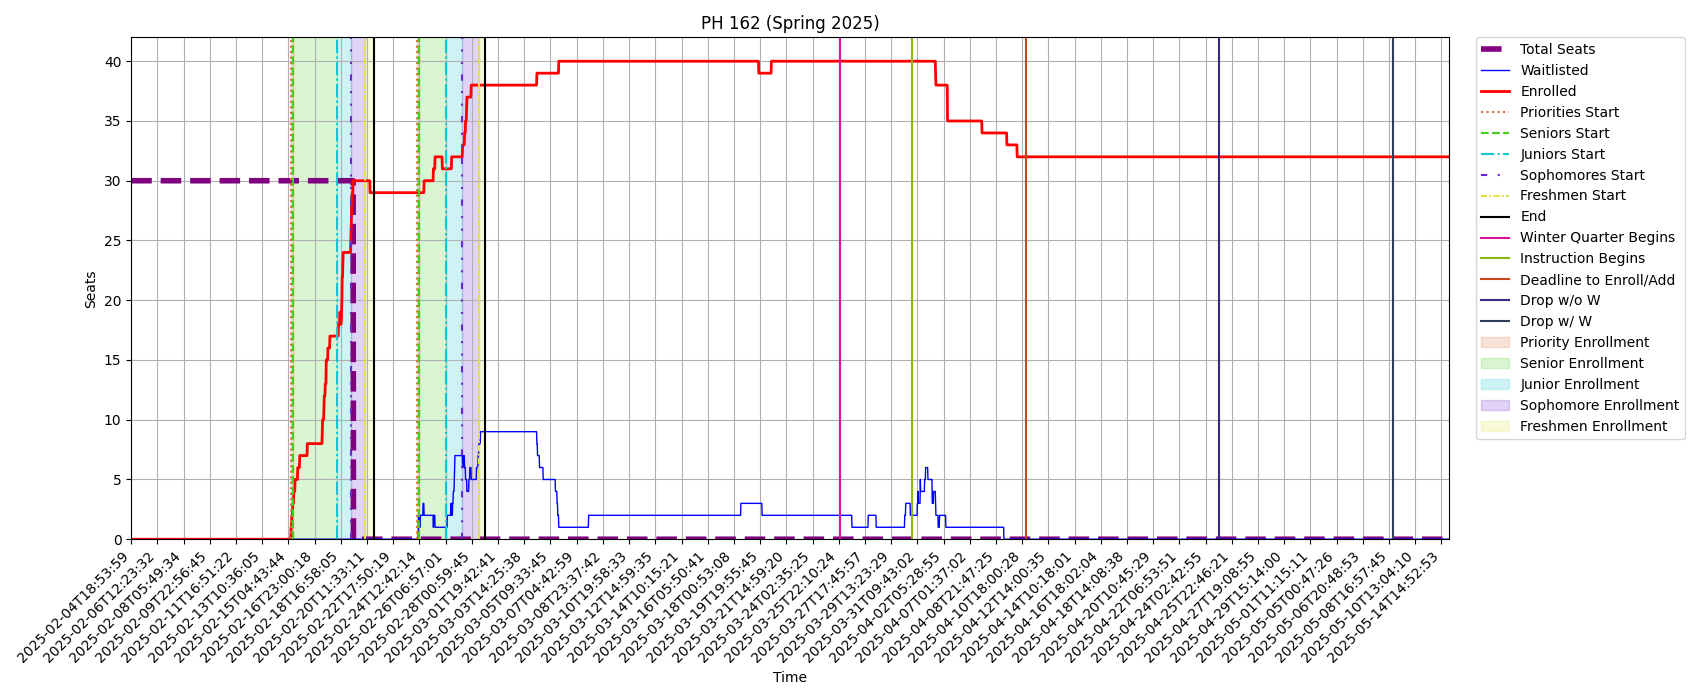 PH 162 (Spring 2025)
Seats
40
35
30
25
20
15
10
5
0
2025-02-04T18:53:59
2025-02-06T12:23:32
2025-02-08T05:49:34
2025-02-09T22:56:45
2025-02-11T16:51:22
2025-02-13T10:36:05
2025-02-15T04:43:44
2025-02-16T23:00:18
2025-02-18T16:58:05
2025-02-20T11:33:11
2025-02-22T17:50:19
2025-02-24T12:42:14
2025-02-26T06:57:01
2025-02-28T00:59:45
2025-03-01T19:42:41
2025-03-03T14:25:38
2025-03-05T09:33:45
2025-03-07T04:42:59
2025-03-08T23:37:42
2025-03-10T19:58:33
2025-03-12T14:59:35
2025-03-14T10:15:21
2025-03-16T05:50:41
2025-03-18T00:53:08
2025-03-19T19:55:45
2025-03-21T14:59:20
2025-03-24T02:35:25
2025-03-25T22:10:24
2025-03-27T17:45:57
2025-03-29T13:23:29
2025-03-31T09:43:02
2025-04-02T05:28:55
2025-04-07T01:37:02
2025-04-08T21:47:25
2025-04-10T18:00:28
2025-04-12T14:00:35
2025-04-14T10:18:01
2025-04-16T18:02:04
2025-04-18T14:08:38
2025-04-20T10:45:29
2025-04-22T06:53:51
2025-04-24T02:42:55
2025-04-25T22:46:21
2025-04-27T19:08:55
2025-04-29T15:14:00
2025-05-01T11:15:11
2025-05-05T00:47:26
2025-05-06T20:48:53
2025-05-08T16:57:45
2025-05-10T13:04:10
2025-05-14T14:52:53
Time
Total Seats
Waitlisted
Enrolled
Priorities Start
Seniors Start
Juniors Start
Sophomores Start
Freshmen Start
End
Winter Quarter Begins
Instruction Begins
Deadline to Enroll/Add
Drop w/o W
Drop w/ W
Priority Enrollment
Senior Enrollment
Junior Enrollment
Sophomore Enrollment
Freshmen Enrollment